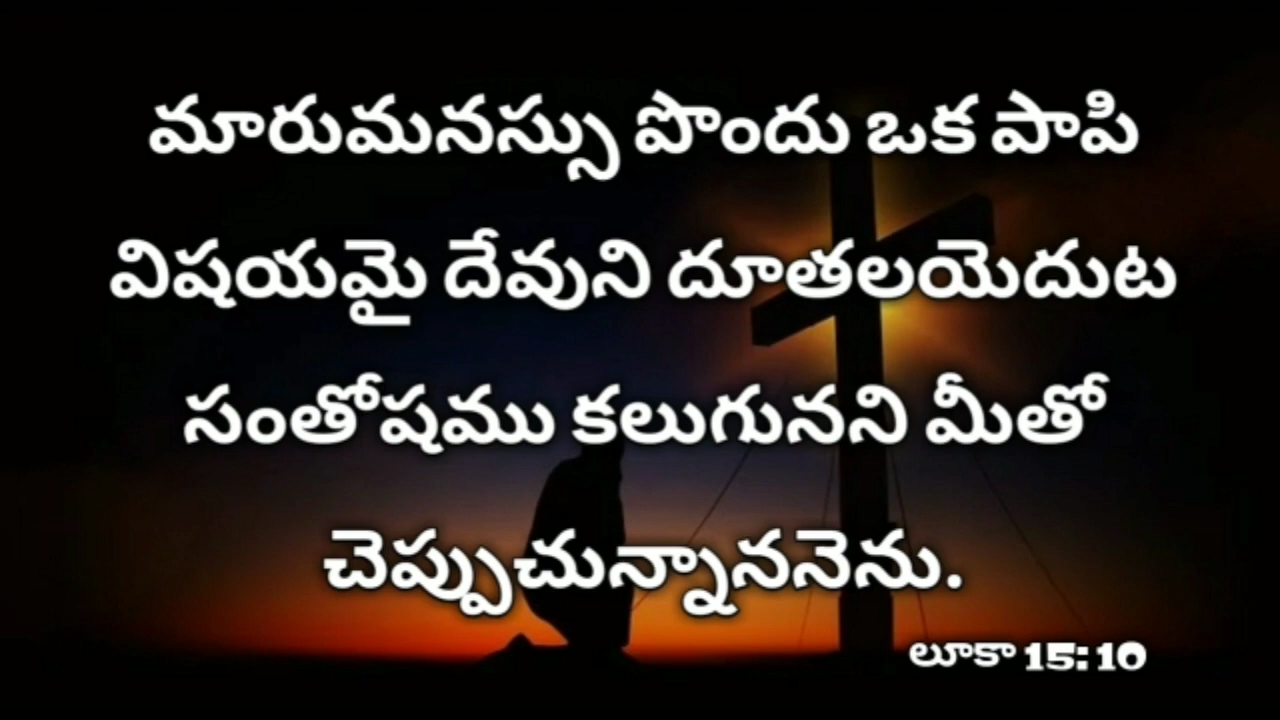 మారుమనస్సు పొందు ఒక పాపి
విషయమై దేవుని దూతలయెదుట
సంతోషము కలుగునని మీతో
చెప్పుచున్నాననెను.
లూకా 15:10